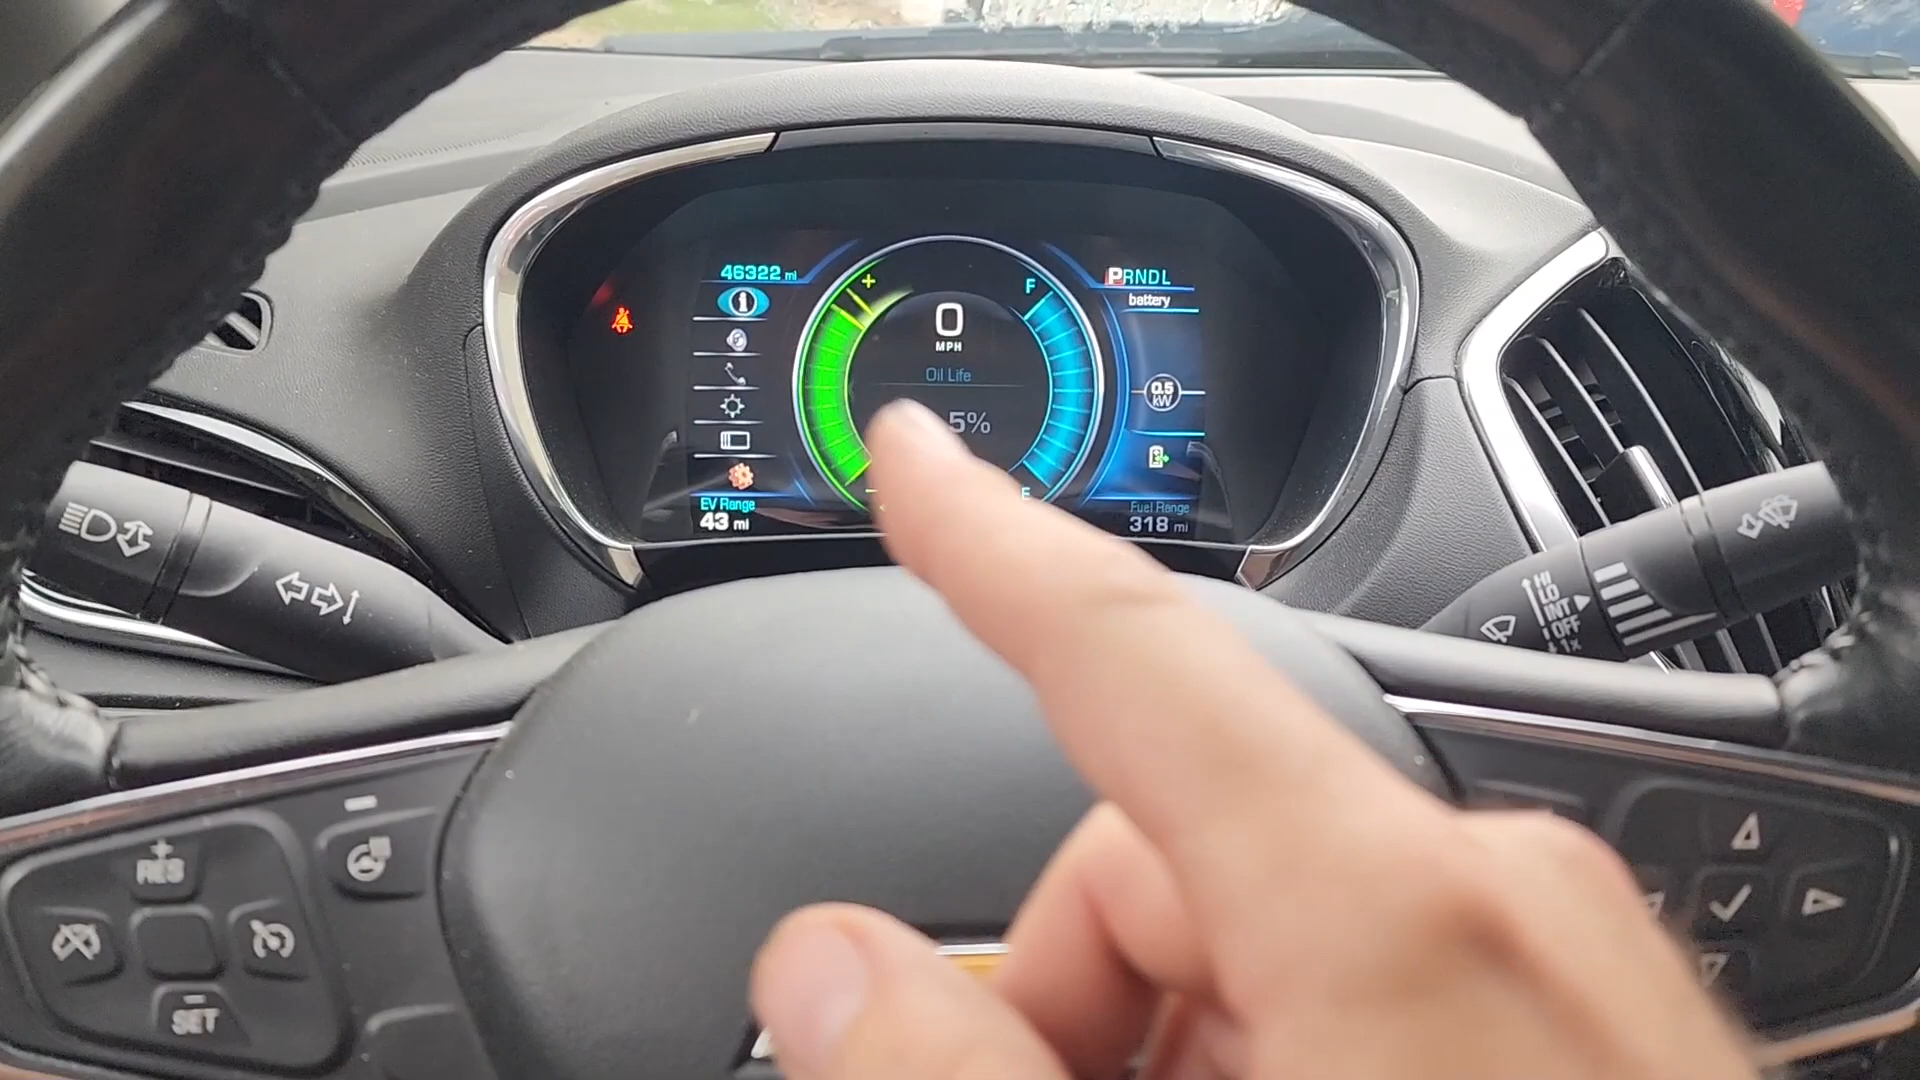 46322 mi
+
F
PRNDL
battery
0
MPH
Oil Life
5%
0.5
kW
E
EV Range
43 mi
Fuel Range
318 mi
HI
LO
INT
OFF
1x
+
RES
SET